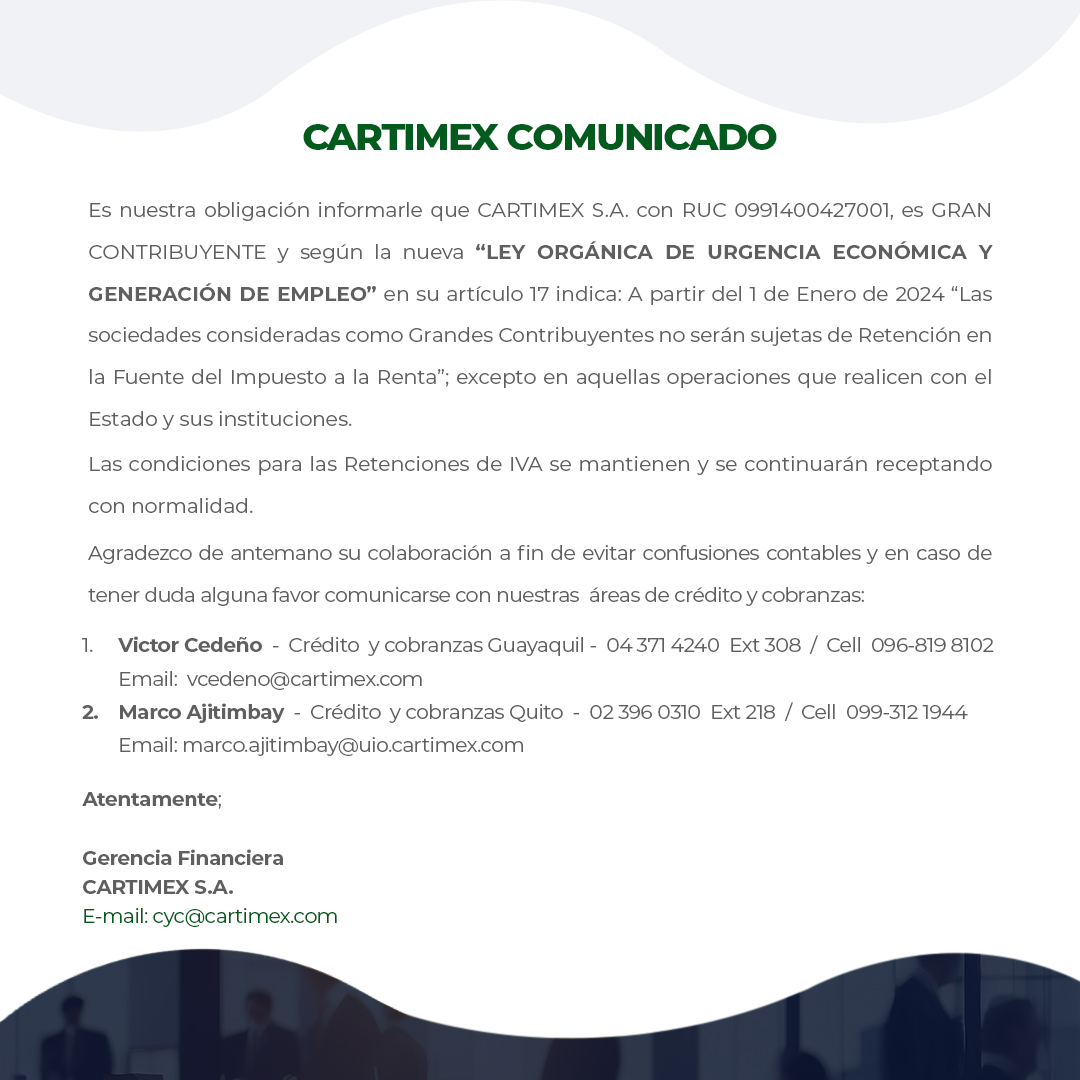 CARTIMEX COMUNICADO
Es nuestra obligación informarle que CARTIMEX S.A. con RUC 0991400427001, es GRAN
CONTRIBUYENTE y según la nueva “LEY ORGÁNICA DE URGENCIA ECONÓMICA Y
GENERACIÓN DE EMPLEO” en su artículo 17 indica: A partir del 1 de Enero de 2024 “Las
sociedades consideradas como Grandes Contribuyentes no serán sujetas de Retención en
la Fuente del Impuesto a la Renta”; excepto en aquellas operaciones que realicen con el
Estado y sus instituciones.
Las condiciones para las Retenciones de IVA se mantienen y se continuarán receptando
con normalidad.
Agradezco de antemano su colaboración a fin de evitar confusiones contables y en caso de
tener duda alguna favor comunicarse con nuestras áreas de crédito y cobranzas:
1. Victor Cedeño - Crédito y cobranzas Guayaquil - 04 371 4240 Ext 308 / Cell 096-819 8102
Email: vcedeno@cartimex.com
2. Marco Ajitimbay - Crédito y cobranzas Quito - 02 396 0310 Ext 218 / Cell 099-312 1944
Email: marco.ajitimbay@uio.cartimex.com
Atentamente;
Gerencia Financiera
CARTIMEX S.A.
E-mail: cyc@cartimex.com